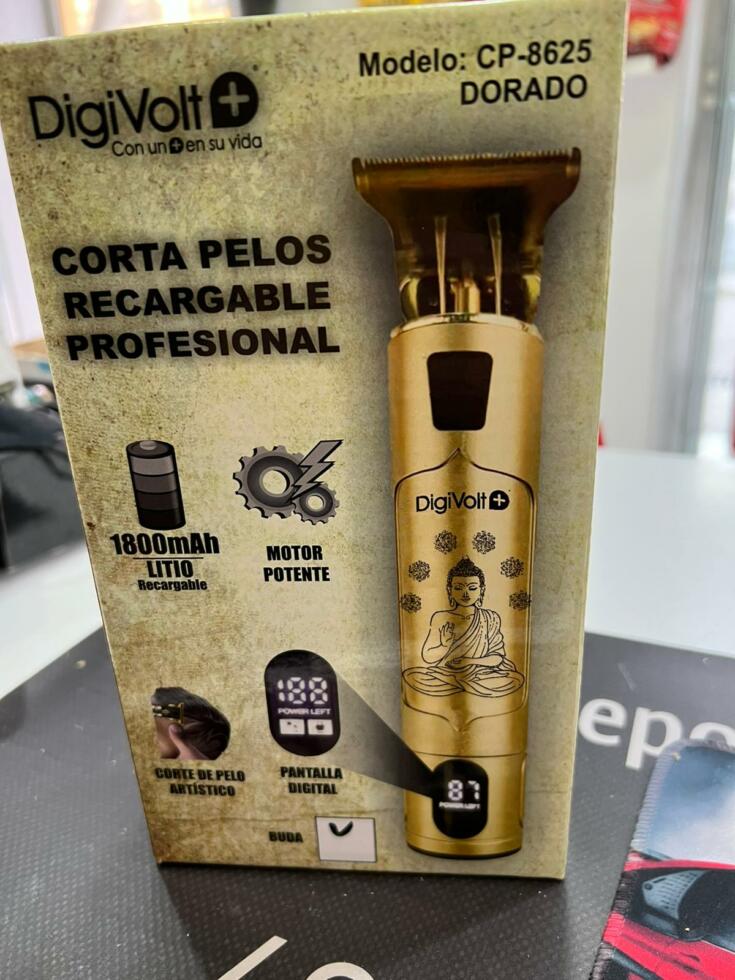 DigiVolt+
Con un + en su vida
Modelo: CP-8625
DORADO
CORTA PELOS
RECARGABLE
PROFESIONAL
1800mAh
LITIO
Recargable
MOTOR
POTENTE
DigiVolt+
CORTE DE PELO
ARTÍSTICO
188
POWER LEFT
PANTALLA
DIGITAL
87
POWER LEFT
BUDA
epo